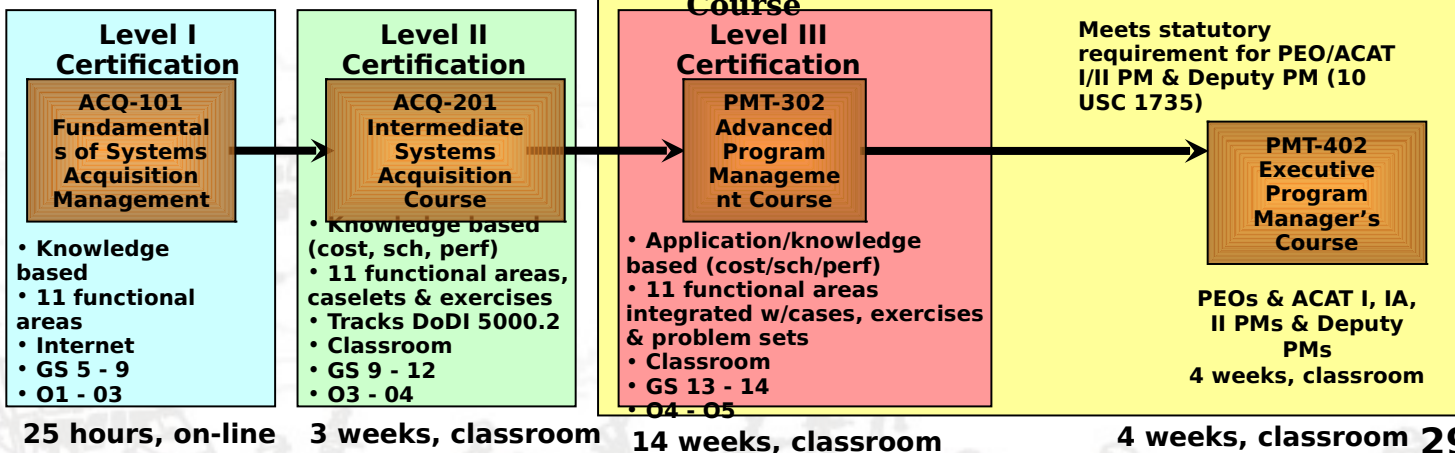 Course
Level I
Certification
ACQ-101
Fundamental
s of Systems
Acquisition
Management
• Knowledge
based
• 11 functional
areas
• Internet
• GS 5 - 9
• O1 - 03
25 hours, on-line
Level II
Certification
ACQ-201
Intermediate
Systems
Acquisition
Course
• Knowledge based
(cost, sch, perf)
• 11 functional areas,
caselets & exercises
• Tracks DoDI 5000.2
• Classroom
• GS 9 - 12
• O3 - 04
3 weeks, classroom
Level III
Certification
PMT-302
Advanced
Program
Manageme
nt Course
• Application/knowledge
based (cost/sch/perf)
• 11 functional areas
integrated w/cases, exercises
& problem sets
• Classroom
• GS 13 - 14
• O4 - O5
14 weeks, classroom
Meets statutory
requirement for PEO/ACAT
I/II PM & Deputy PM (10
USC 1735)
PMT-402
Executive
Program
Manager’s
Course
PEOs & ACAT I, IA,
II PMs & Deputy
PMs
4 weeks, classroom
4 weeks, classroom
29